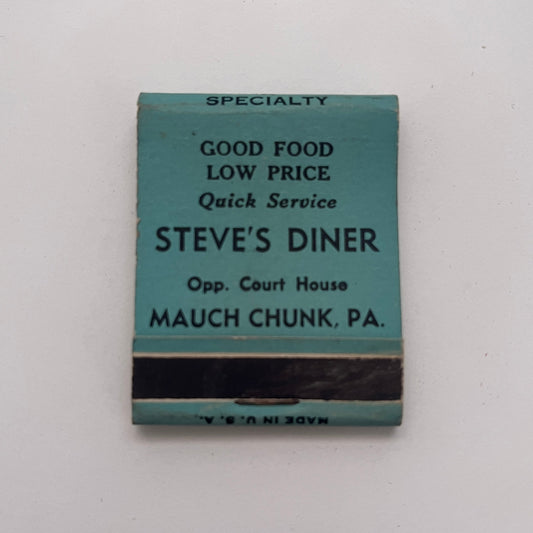 SPECIALTY
GOOD FOOD
LOW PRICE
Quick Service
STEVE'S DINER
Opp. Court House
MAUCH CHUNK, PA.
MADE IN U. S. A.